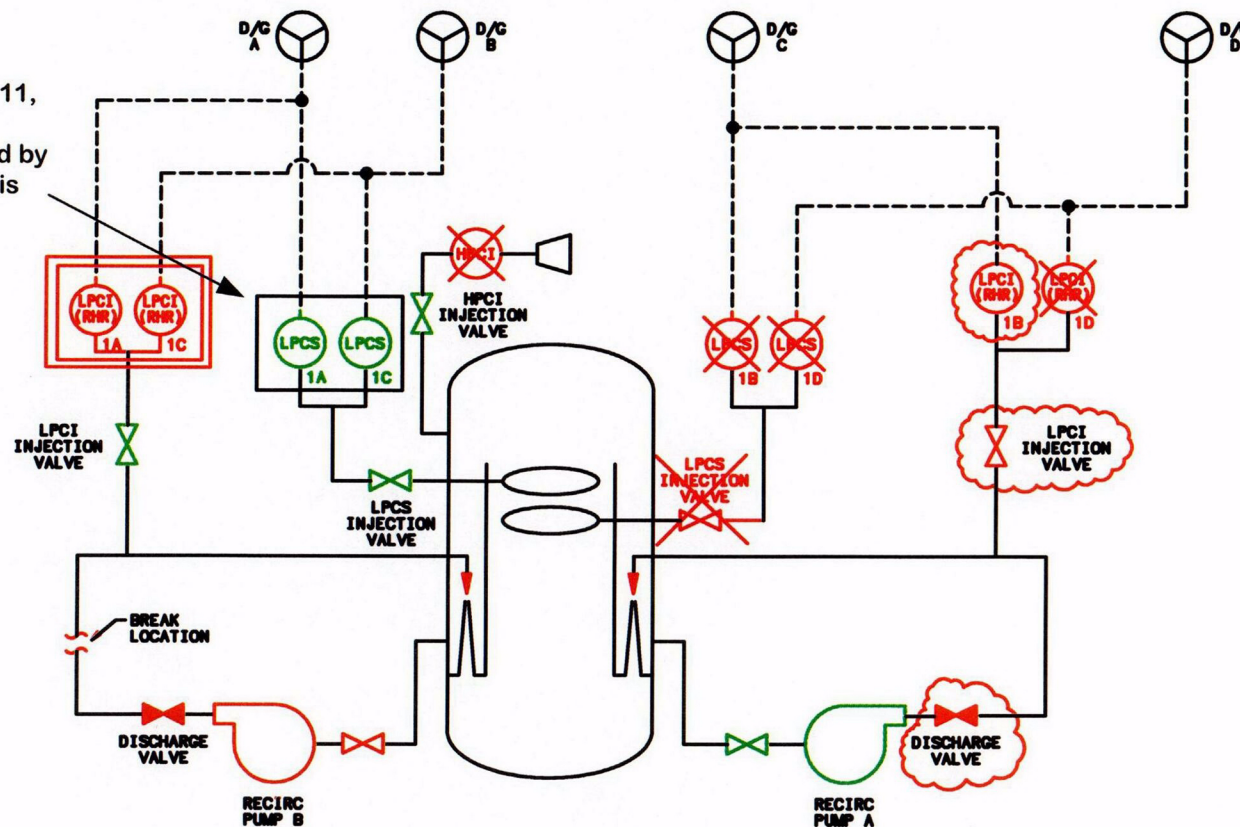 D/G
A
D/G
B
D/G
C
D/
D
11,
d by
is
LPCI
(RHR)
1A
LPCI
(RHR)
1C
LPCS
1A
LPCS
1C
HPCI
HPCI
INJECTION
VALVE
LPCS
1B
LPCS
1D
LPCI
(RHR)
1B
LPCI
(RHR)
1D
LPCI
INJECTION
VALVE
LPCS
INJECTION
VALVE
LPCS
INJECTION
VALVE
LPCI
INJECTION
VALVE
BREAK
LOCATION
DISCHARGE
VALVE
RECIRC
PUMP B
RECIRC
PUMP A
DISCHARGE
VALVE